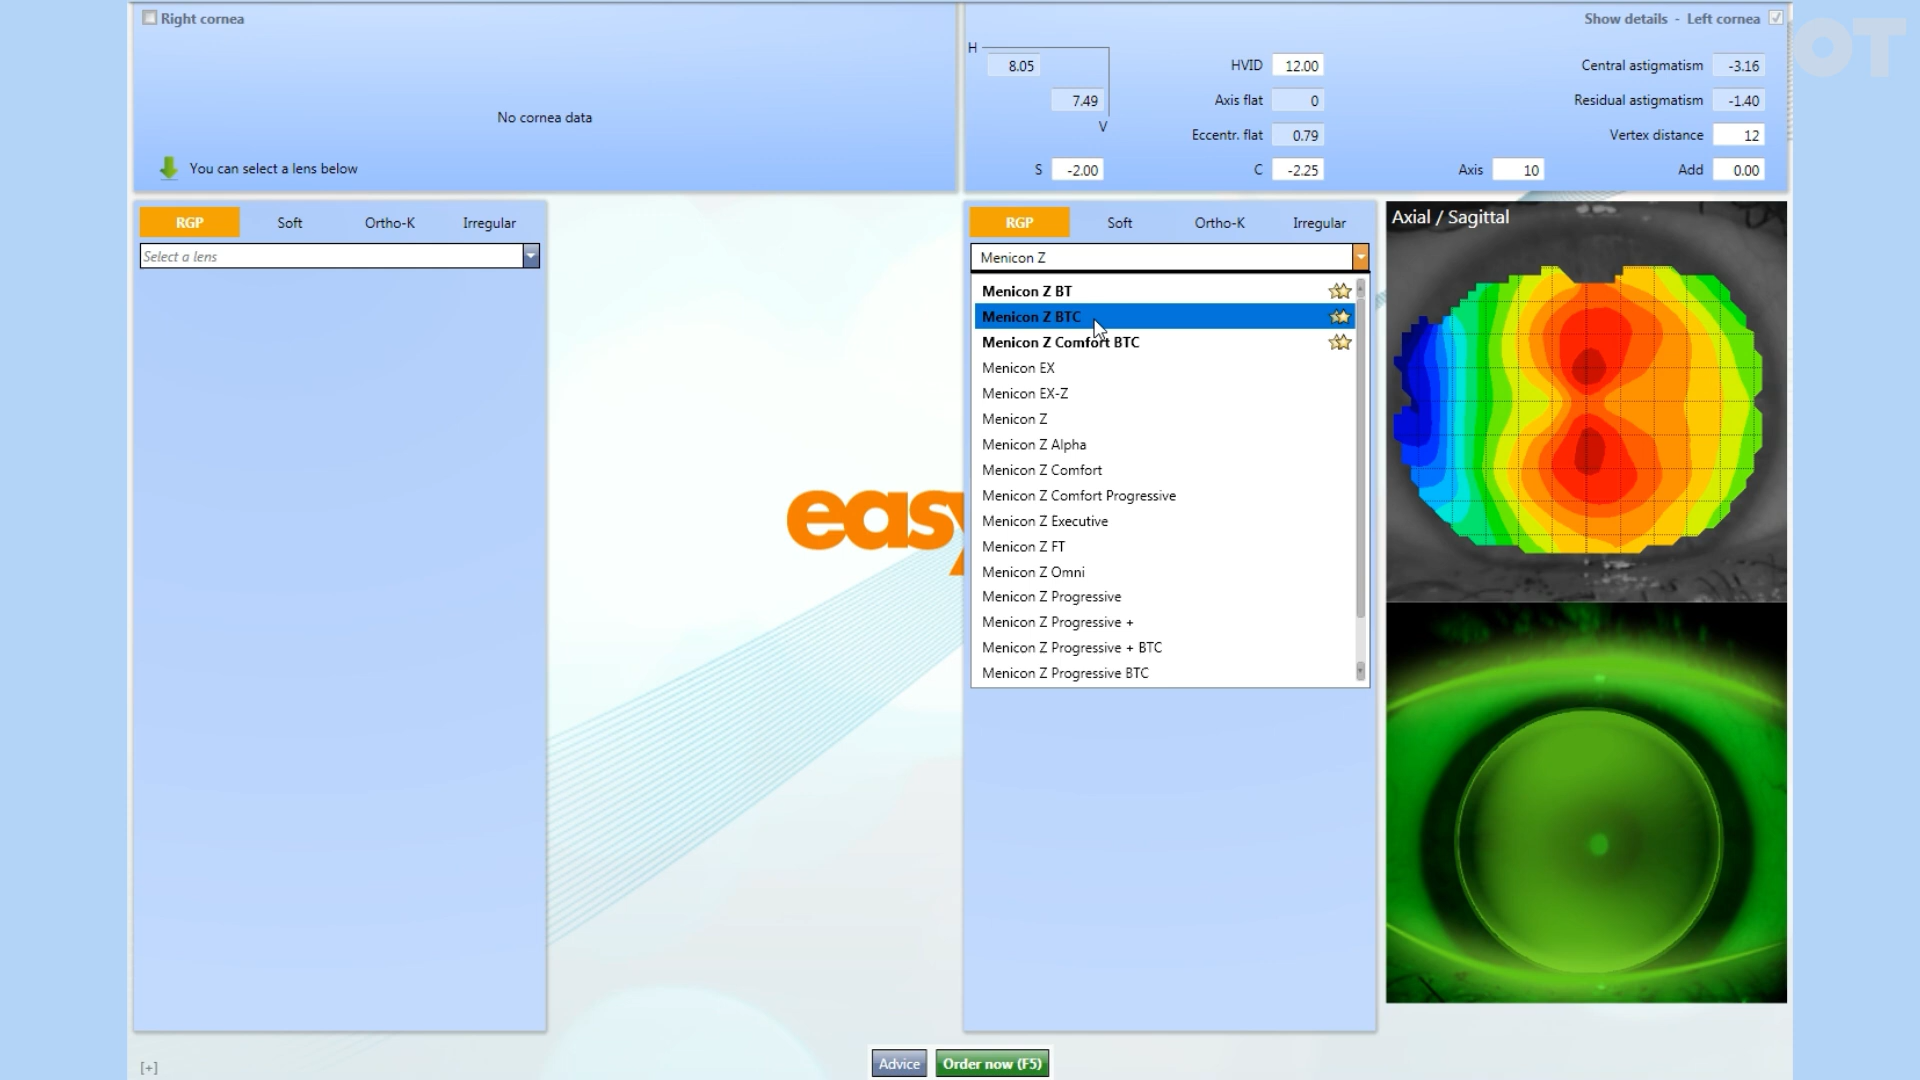 Right cornea
No cornea data
You can select a lens below
Show details - Left cornea
H
8.05
7.49
V
HVID 12.00
Axis flat 0
Eccentr. flat 0.79
Central astigmatism -3.16
Residual astigmatism -1.40
Vertex distance 12
S -2.00
C -2.25
Axis 10
Add 0.00
OT
RGP Soft Ortho-K Irregular
Select a lens
RGP Soft Ortho-K Irregular
Menicon Z
Menicon Z BT
Menicon Z BTC
Menicon Z Comfort BTC
Menicon EX
Menicon EX-Z
Menicon Z
Menicon Z Alpha
Menicon Z Comfort
Menicon Z Comfort Progressive
Menicon Z Executive
Menicon Z FT
Menicon Z Omni
Menicon Z Progressive
Menicon Z Progressive +
Menicon Z Progressive + BTC
Menicon Z Progressive BTC
Axial / Sagittal
easy
[+]
Advice
Order now (F5)